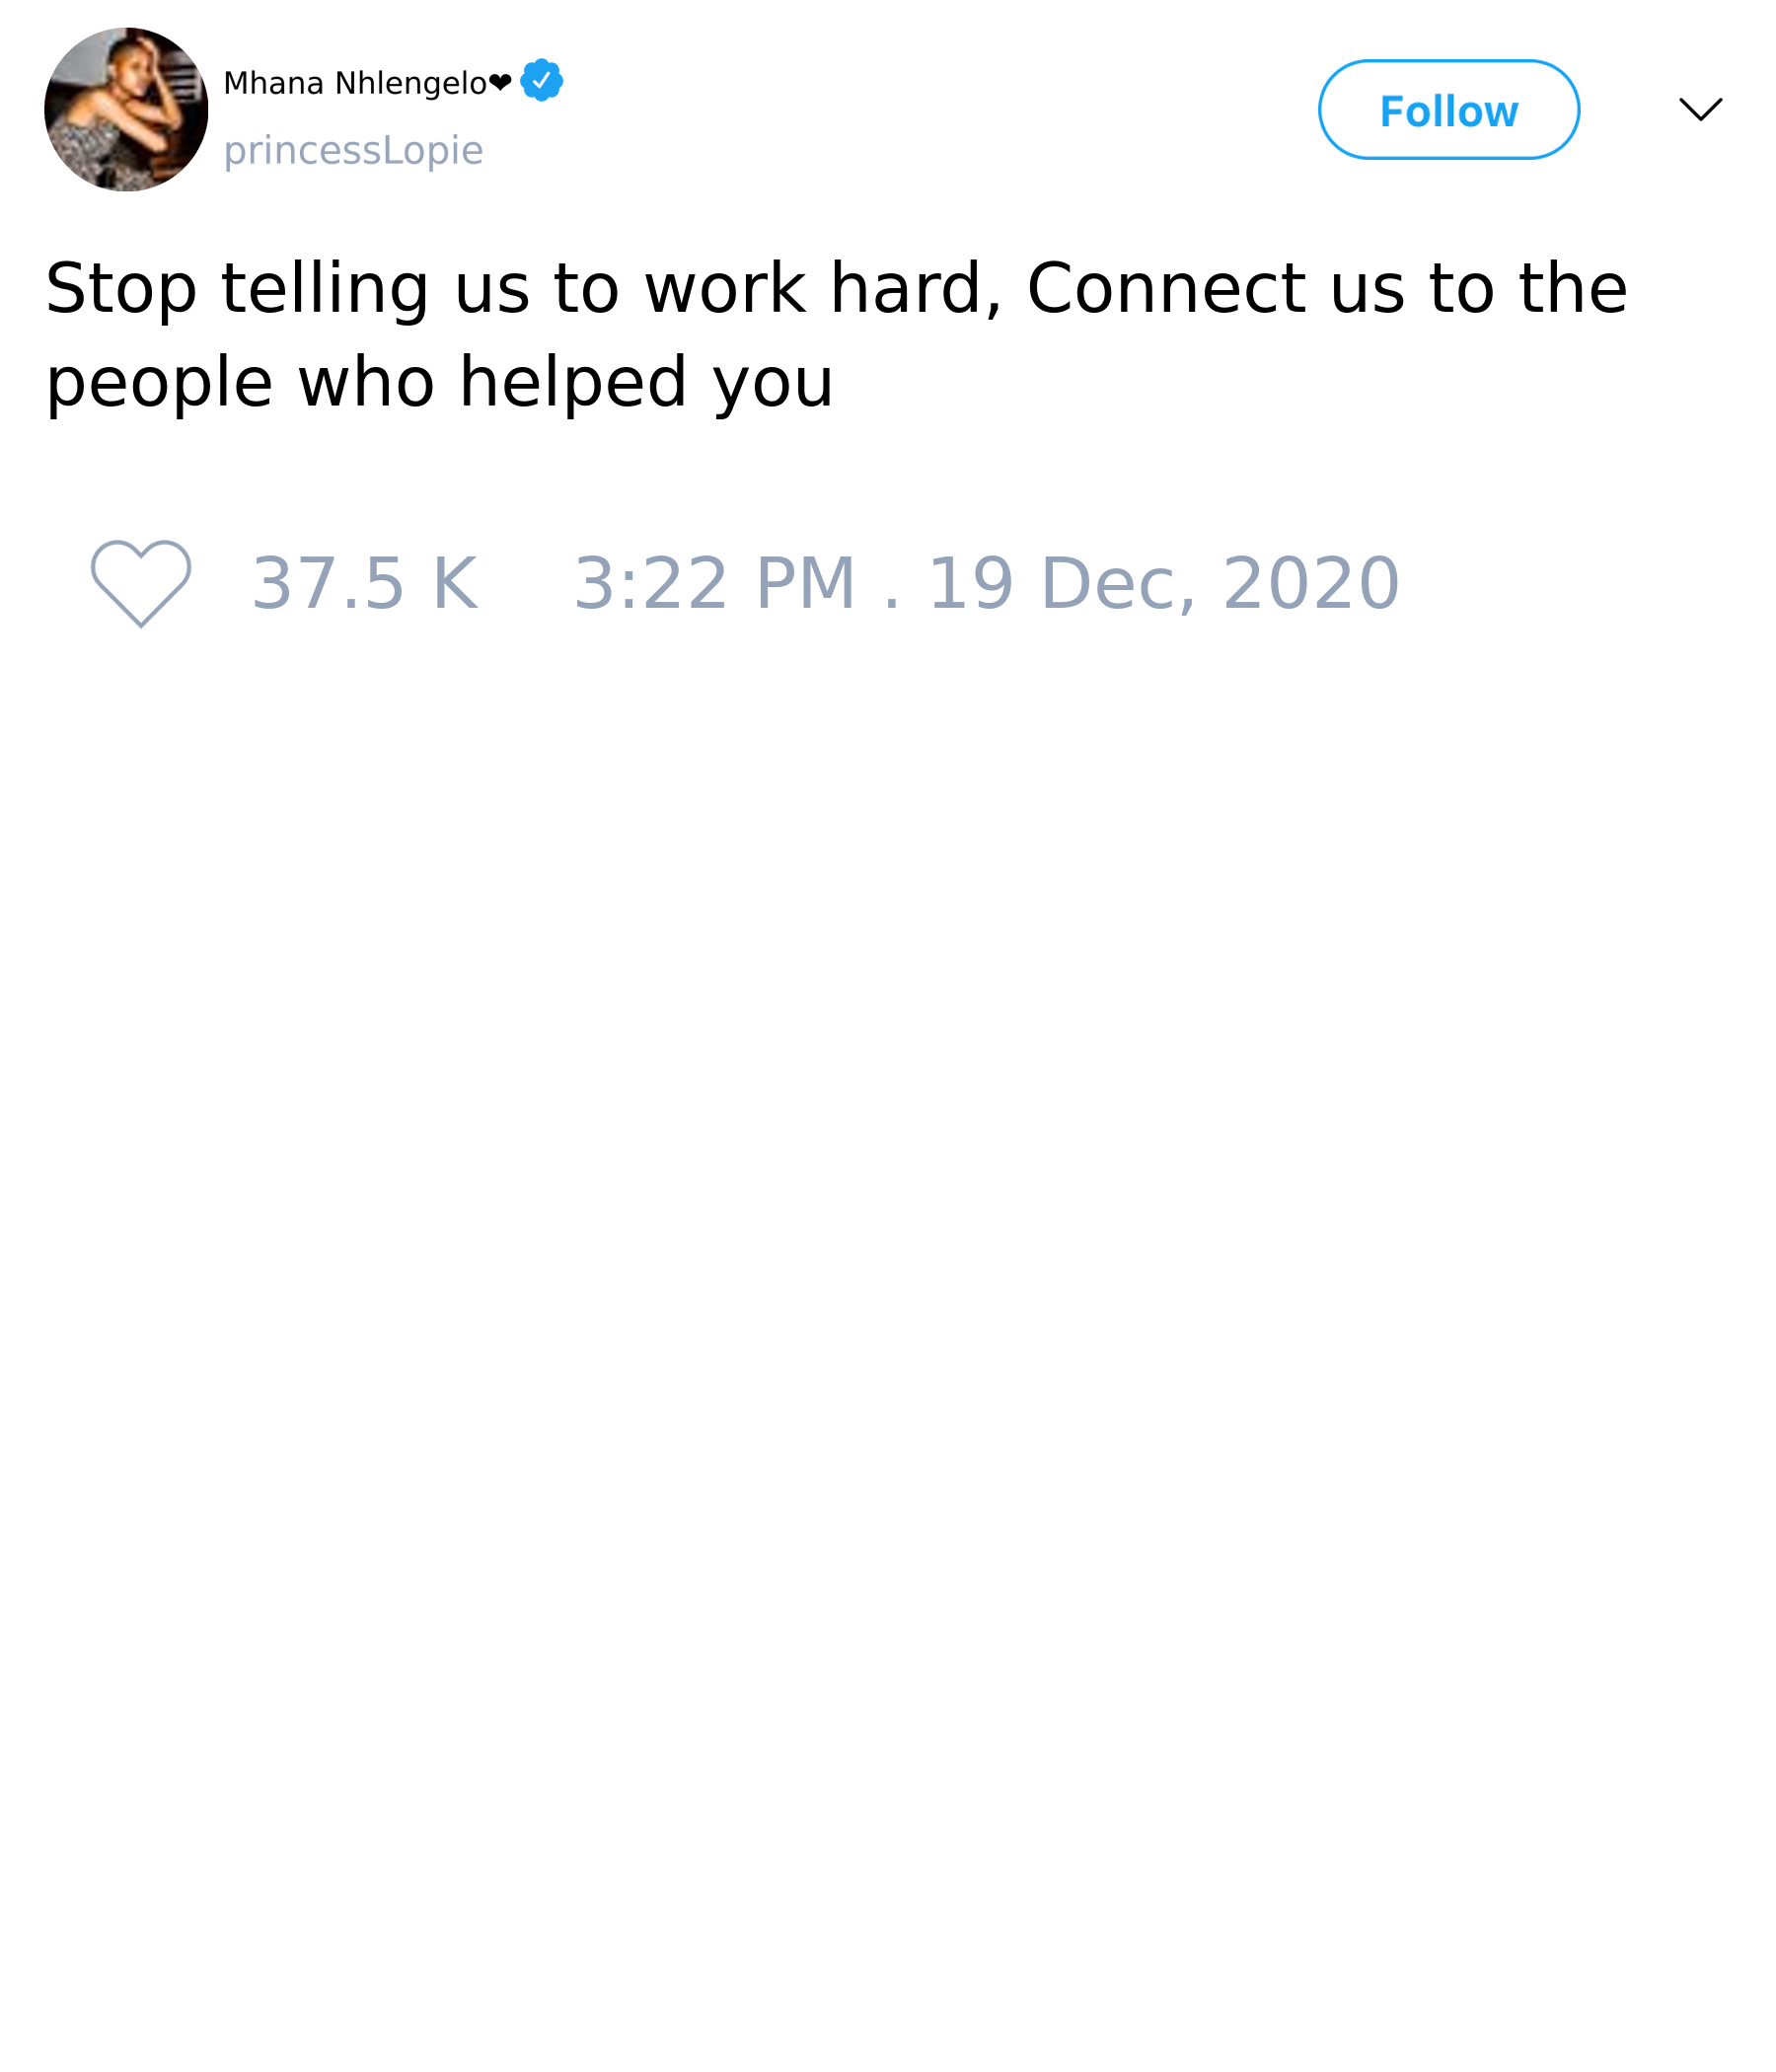 Mhana Nhlengelo❤
princessLopie
Follow
Stop telling us to work hard, Connect us to the
people who helped you
37.5 K 3:22 PM . 19 Dec, 2020